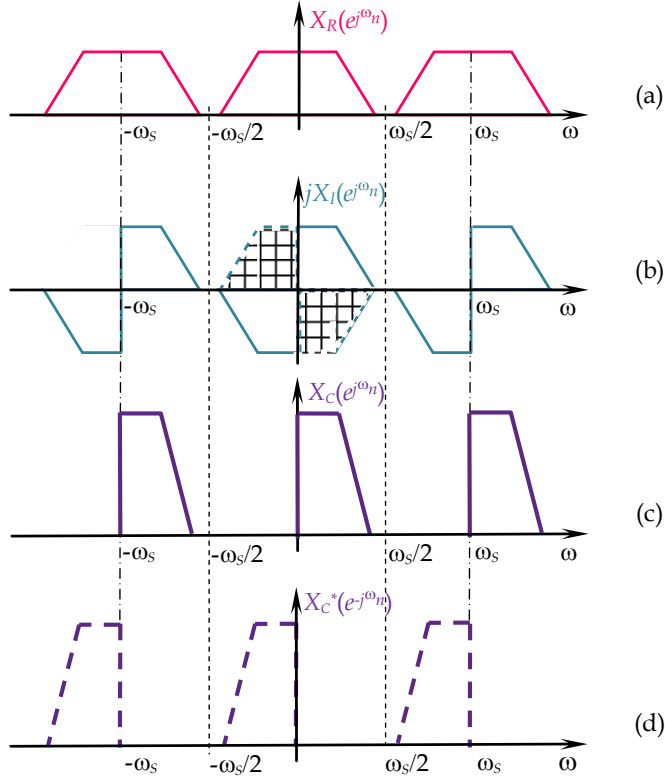 X_R(e^{jω_n})
(a)
-ω_S -ω_S/2 ω_S/2 ω_S ω
jX_I(e^{jω_n})
(b)
-ω_S ω_S ω
X_C(e^{jω_n})
(c)
-ω_S -ω_S/2 ω_S/2 ω_S ω
X_C*(e^{-jω_n})
(d)
-ω_S -ω_S/2 ω_S/2 ω_S ω